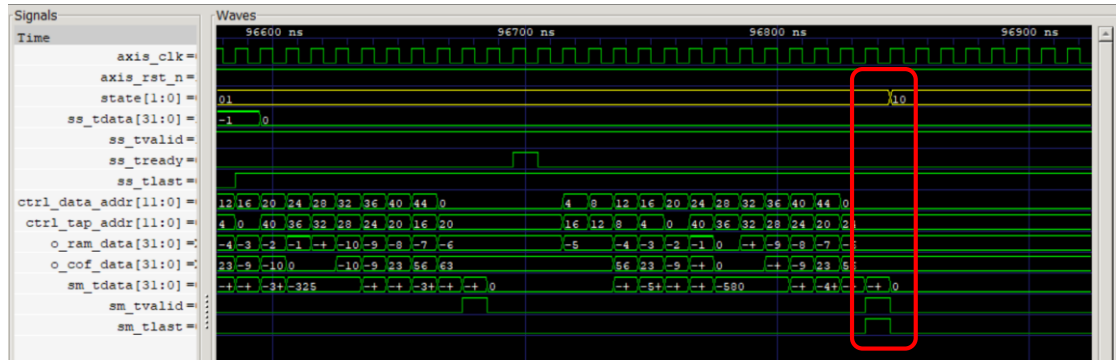 Signals Waves
Time 96600 ns 96700 ns 96800 ns 96900 ns
axis_clk=
axis_rst_n=
state[1:0]= 01 10
ss_tdata[31:0]= -1 0
ss_tvalid=
ss_tready=
ss_tlast=
ctrl_data_addr[11:0]= 12 16 20 24 28 32 36 40 44 0 4 8 12 16 20 24 28 32 36 40 44 0
ctrl_tap_addr[11:0]= 4 0 40 36 32 28 24 20 16 20 16 12 8 4 0 40 36 32 28 24 20
o_ram_data[31:0]= -4 -3 -2 -1 -+ -10 -9 -8 -7 -6 -5 -4 -3 -2 -1 0 -+ -9 -8 -7
o_cof_data[31:0]= 23 -9 -10 0 -10 -9 23 56 63 56 23 -9 -+ 0 -+ -9 23
sm_tdata[31:0]= -+ -+ -3+ -325 -+ -+ -3+ -+ -+ 0 -+ -5+ -+ -+ -580 -+ -4+ -+ 0
sm_tvalid=
sm_tlast=